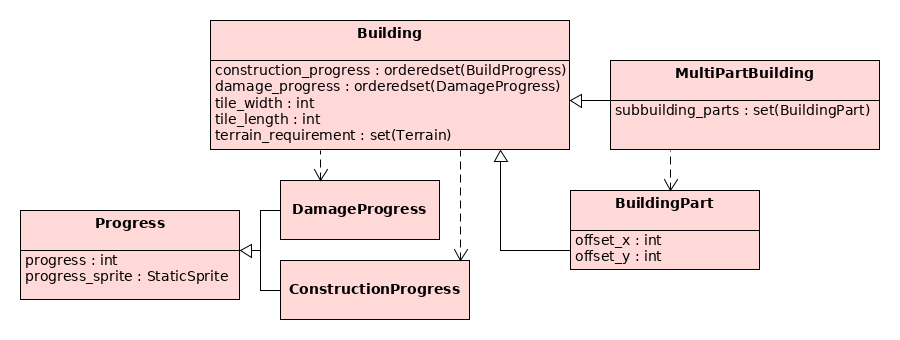 Building
construction_progress : orderedset(BuildProgress)
damage_progress : orderedset(DamageProgress)
tile_width : int
tile_length : int
terrain_requirement : set(Terrain)
MultiPartBuilding
subbuilding_parts : set(BuildingPart)
DamageProgress
BuildingPart
offset_x : int
offset_y : int
Progress
progress : int
progress_sprite : StaticSprite
ConstructionProgress